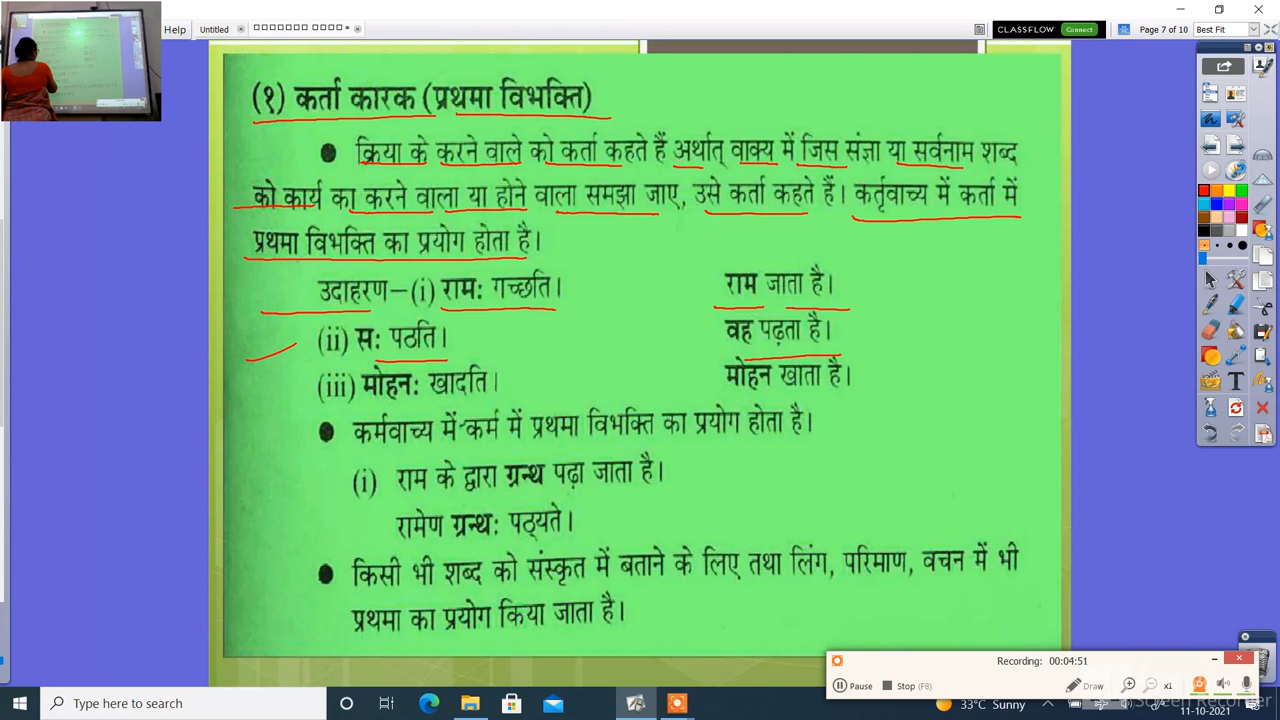 Help
Untitled
CLASSFLOW Connect
Page 7 of 10
Best Fit
(१) कर्ता कारक (प्रथमा विभक्ति)
● क्रिया के करने वाले को कर्ता कहते हैं अर्थात् वाक्य में जिस संज्ञा या सर्वनाम शब्द
को कार्य का करने वाला या होने वाला समझा जाए, उसे कर्ता कहते हैं। कर्तृवाच्य में कर्ता में
प्रथमा विभक्ति का प्रयोग होता है।
उदाहरण–(i) रामः गच्छति। राम जाता है।
(ii) सः पठति। वह पढ़ता है।
(iii) मोहनः खादति। मोहन खाता है।
● कर्मवाच्य में कर्म में प्रथमा विभक्ति का प्रयोग होता है।
(i) राम के द्वारा ग्रन्थ पढ़ा जाता है।
रामेण ग्रन्थः पठ्यते।
● किसी भी शब्द को संस्कृत में बताने के लिए तथा लिंग, परिमाण, वचन में भी
प्रथमा का प्रयोग किया जाता है।
Recording: 00:04:51
Pause Stop (F8) Draw x1
Type here to search
33°C Sunny
11-10-2021